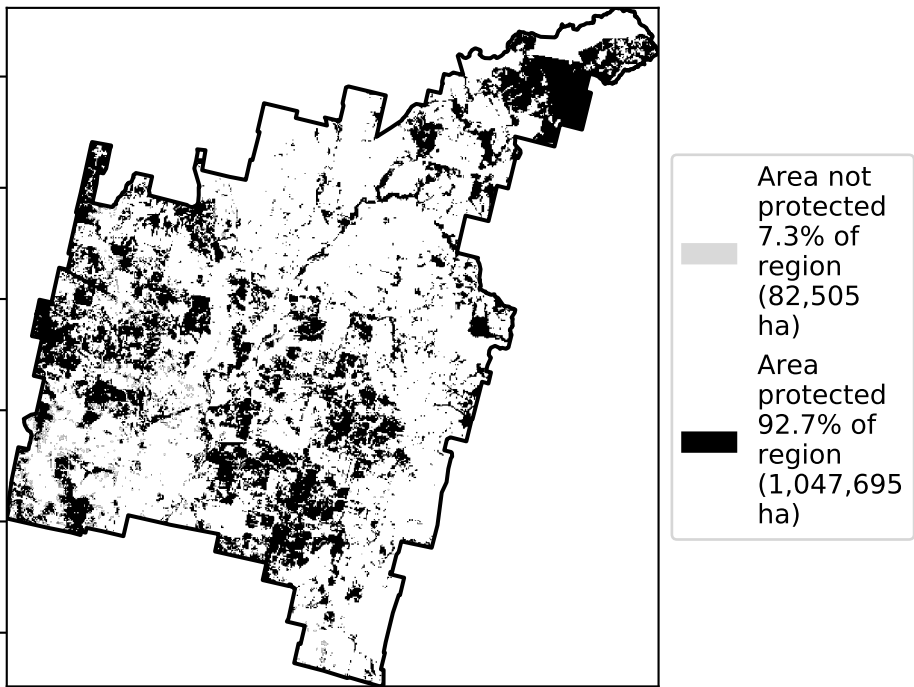 Area not
protected
7.3% of
region
(82,505
ha)
Area
protected
92.7% of
region
(1,047,695
ha)